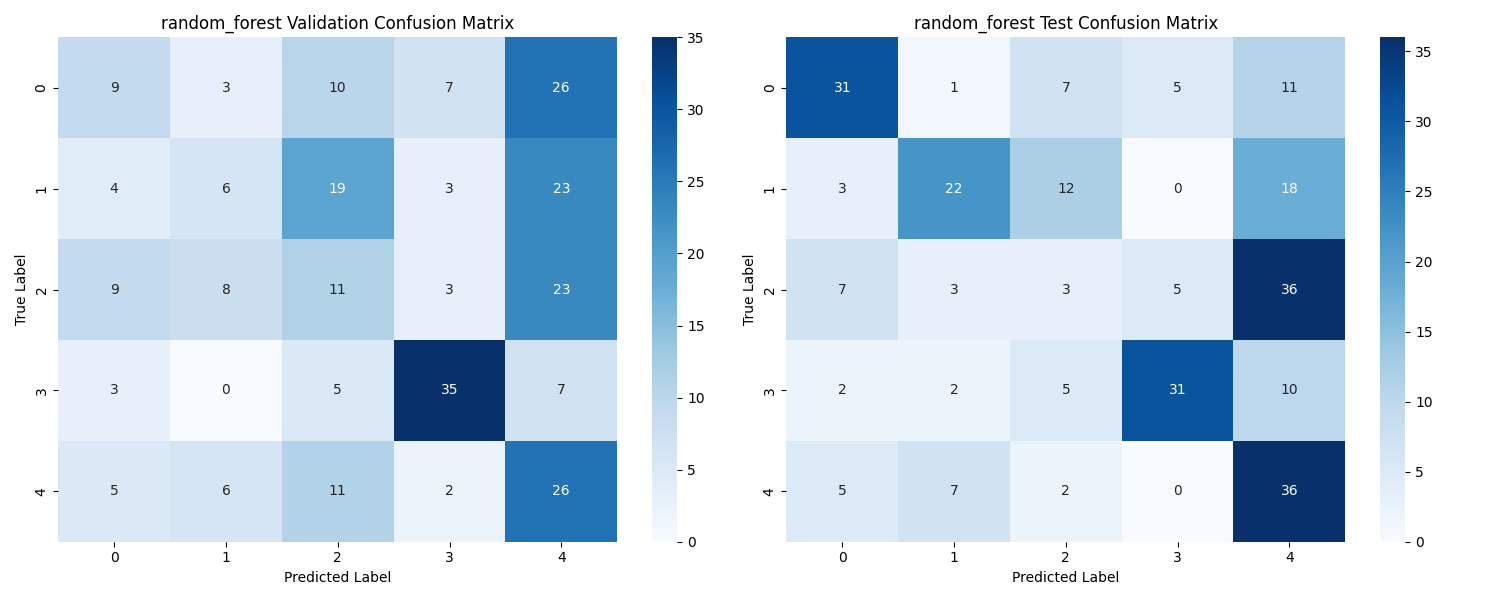 random_forest Validation Confusion Matrix
9 3 10 7 26
4 6 19 3 23
9 8 11 3 23
3 0 5 35 7
5 6 11 2 26
0
1
2
3
4
True Label
0 1 2 3 4
Predicted Label
35
30
25
20
15
10
5
0
random_forest Test Confusion Matrix
31 1 7 5 11
3 22 12 0 18
7 3 3 5 36
2 2 5 31 10
5 7 2 0 36
0
1
2
3
4
True Label
0 1 2 3 4
Predicted Label
35
30
25
20
15
10
5
0